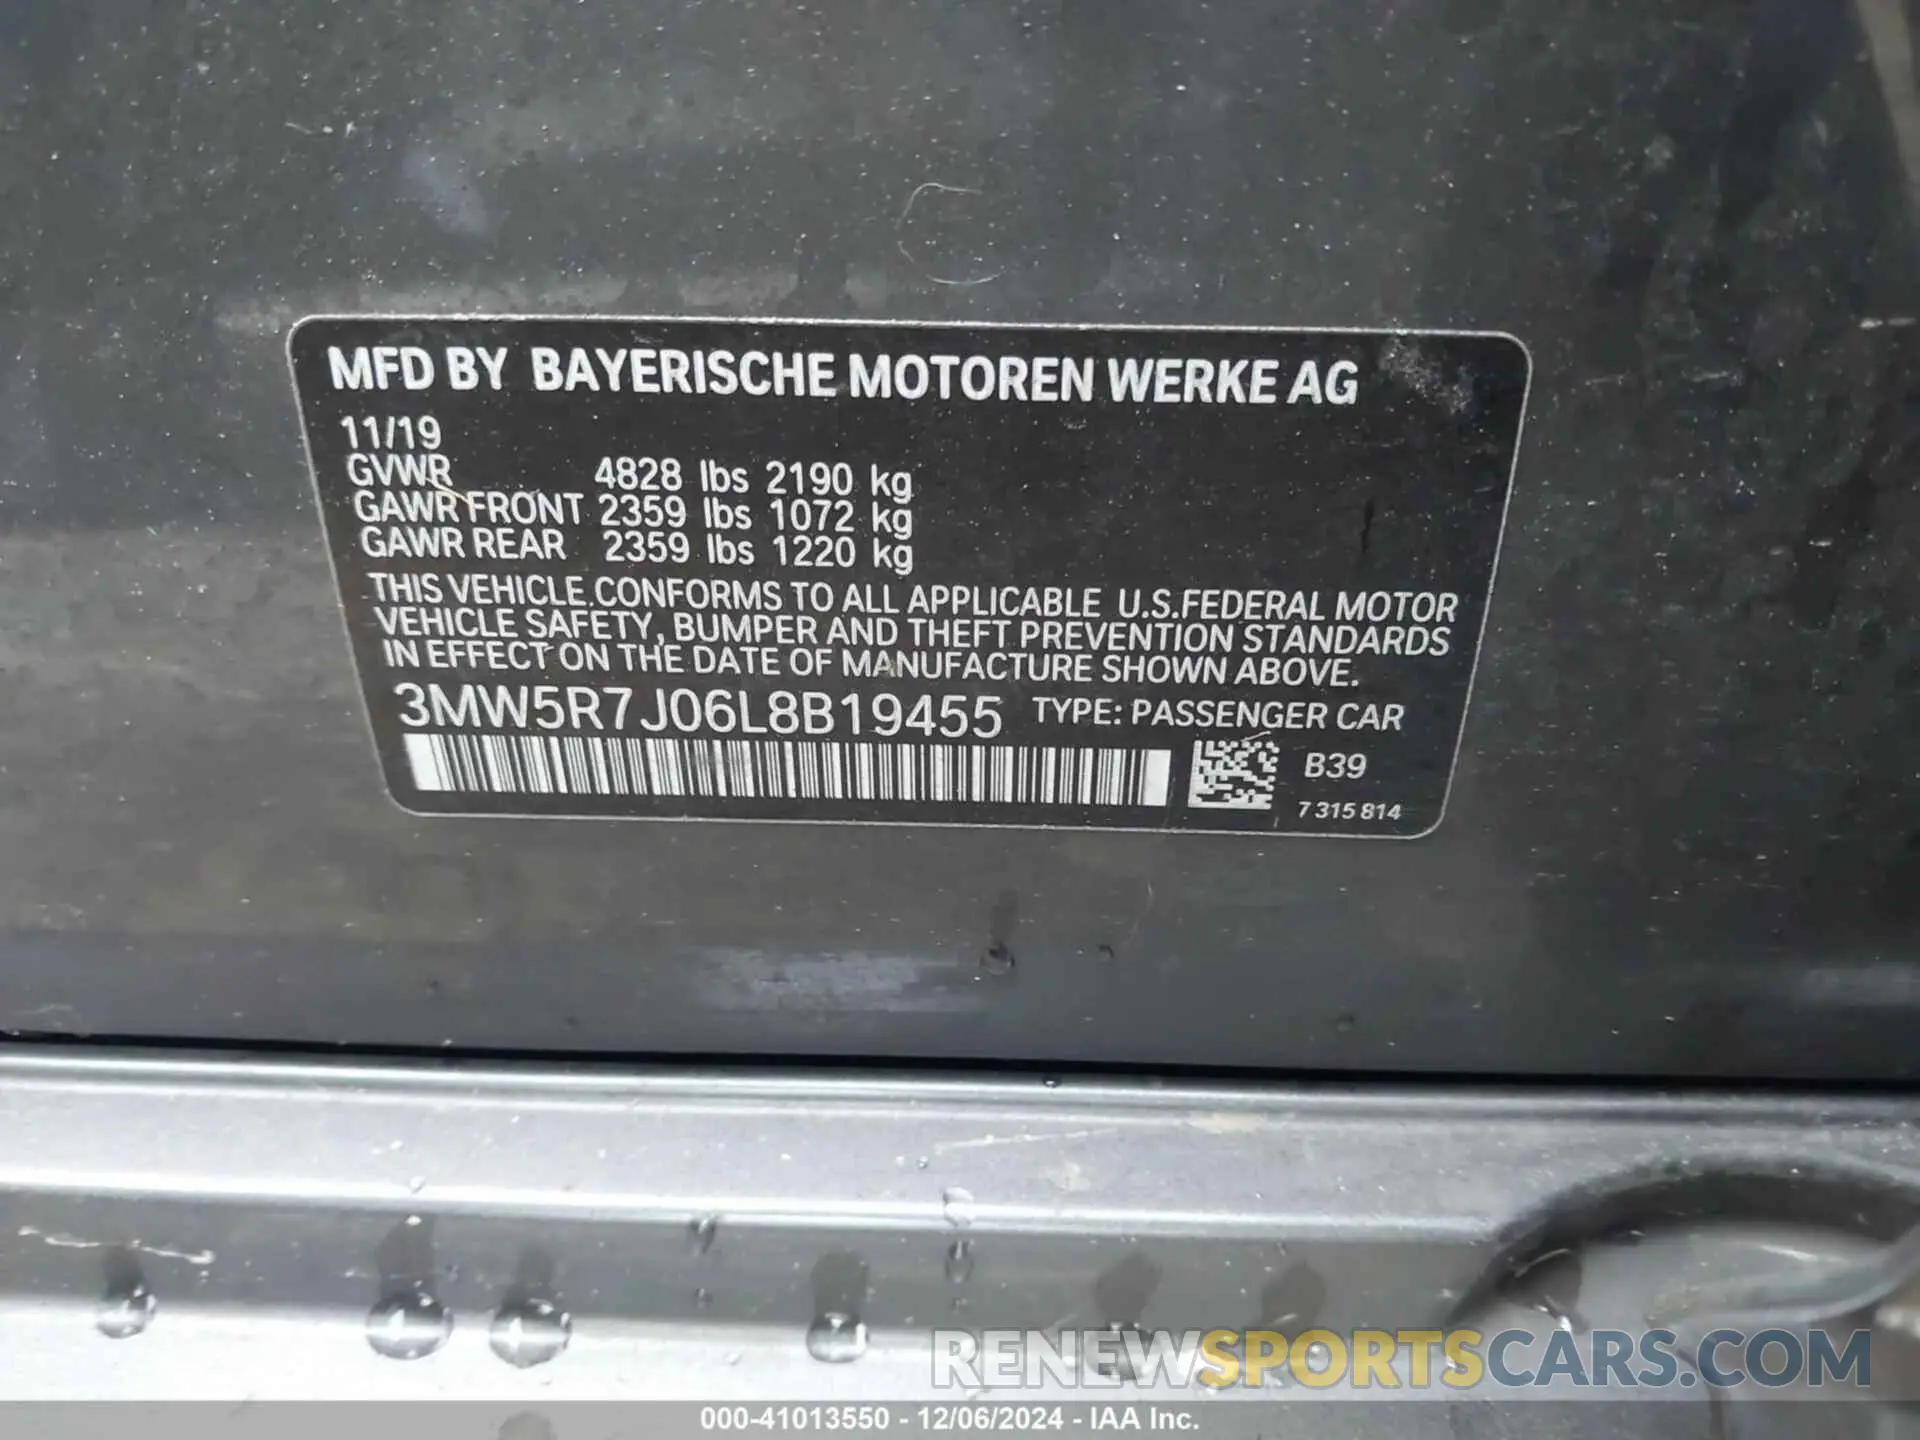 MFD BY BAYERISCHE MOTOREN WERKE AG
11/19
GVWR 4828 lbs 2190 kg
GAWR FRONT 2359 lbs 1072 kg
GAWR REAR 2359 lbs 1220 kg
THIS VEHICLE CONFORMS TO ALL APPLICABLE U.S.FEDERAL MOTOR
VEHICLE SAFETY, BUMPER AND THEFT PREVENTION STANDARDS
IN EFFECT ON THE DATE OF MANUFACTURE SHOWN ABOVE.
3MW5R7J06L8B19455 TYPE: PASSENGER CAR
B39
7 315 814
RENEWSPORTSCARS.COM
000-41013550 - 12/06/2024 - IAA Inc.